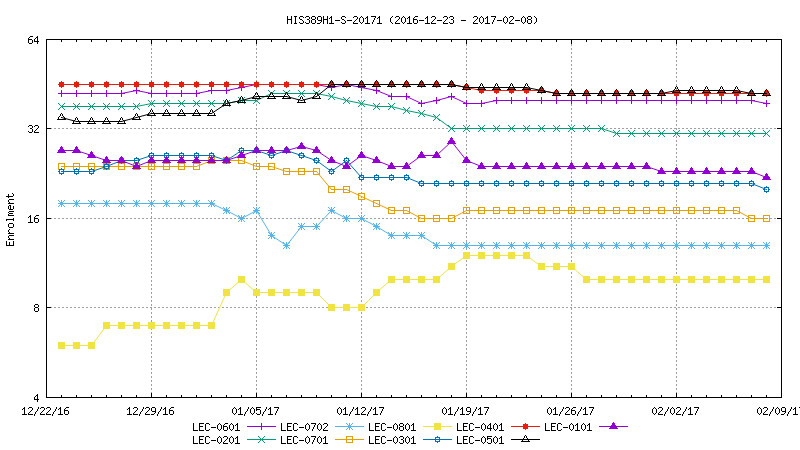 HIS389H1-S-20171 (2016-12-23 - 2017-02-08)
64
32
16
8
4
Enrolment
12/22/16 12/29/16 01/05/17 01/12/17 01/19/17 01/26/17 02/02/17 02/09/17
LEC-0601 LEC-0702 LEC-0801 LEC-0401 LEC-0101
LEC-0201 LEC-0701 LEC-0301 LEC-0501